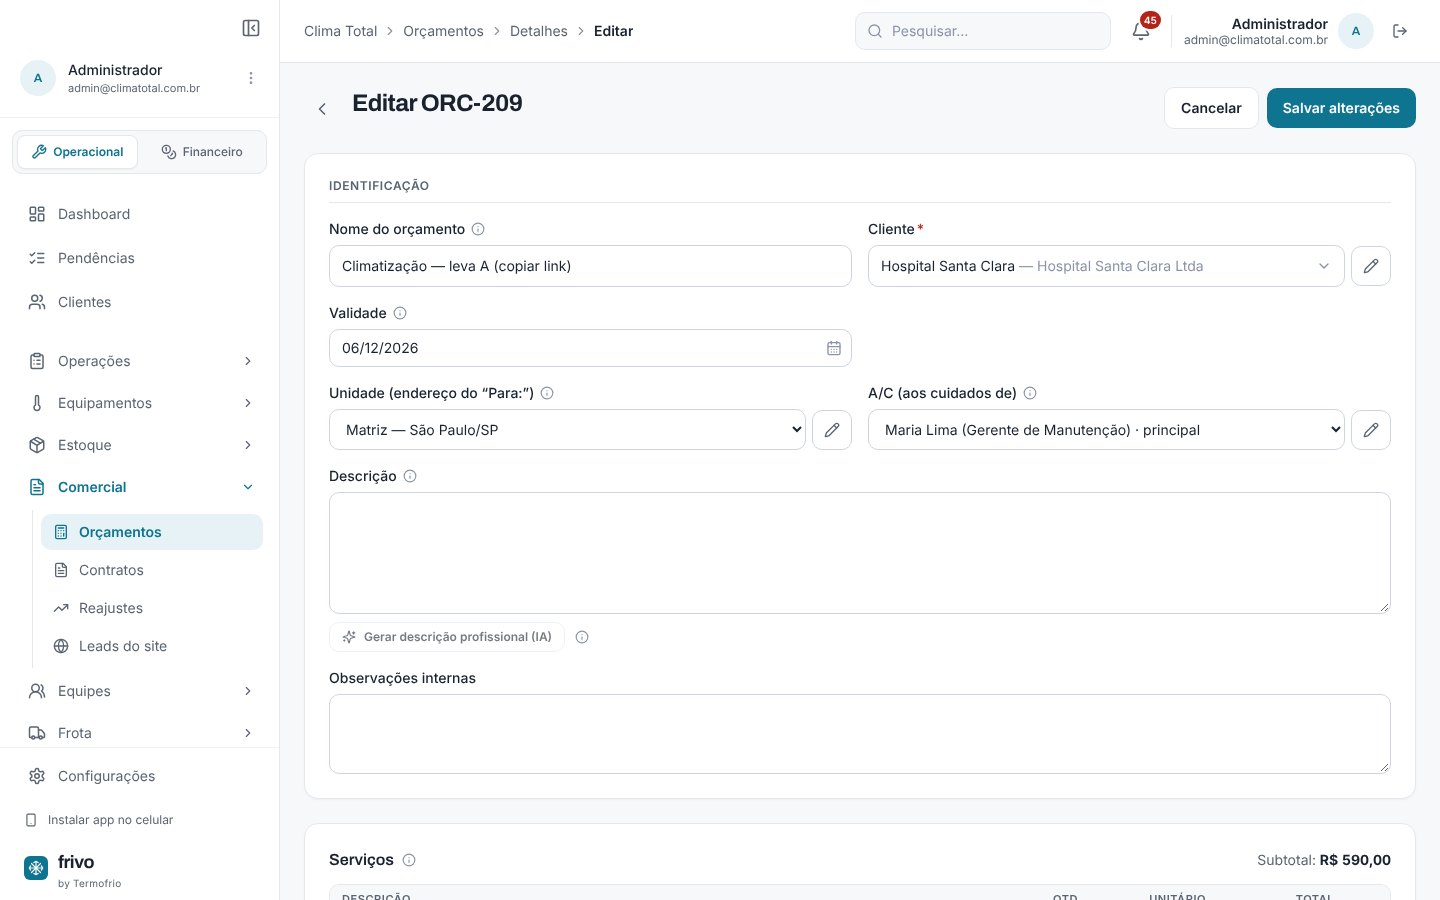 Clima Total
Orçamentos
Detalhes
Editar
Pesquisar...
45
Administrador
admin@climatotal.com.br
A
A
Administrador
admin@climatotal.com.br
Operacional
Financeiro
Dashboard
Pendências
Clientes
Operações
Equipamentos
Estoque
Comercial
Orçamentos
Contratos
Reajustes
Leads do site
Equipes
Frota
Configurações
Instalar app no celular
frivo
by Termofrio
Editar ORC-209
Cancelar
Salvar alterações
IDENTIFICAÇÃO
Nome do orçamento
Cliente*
Climatização — leva A (copiar link)
Hospital Santa Clara — Hospital Santa Clara Ltda
Validade
06/12/2026
Unidade (endereço do “Para:”)
A/C (aos cuidados de)
Matriz — São Paulo/SP
Maria Lima (Gerente de Manutenção) · principal
Descrição
Gerar descrição profissional (IA)
Observações internas
Serviços
Subtotal: R$ 590,00
DESCRIÇÃO
QTD
UNITÁRIO
TOTAL